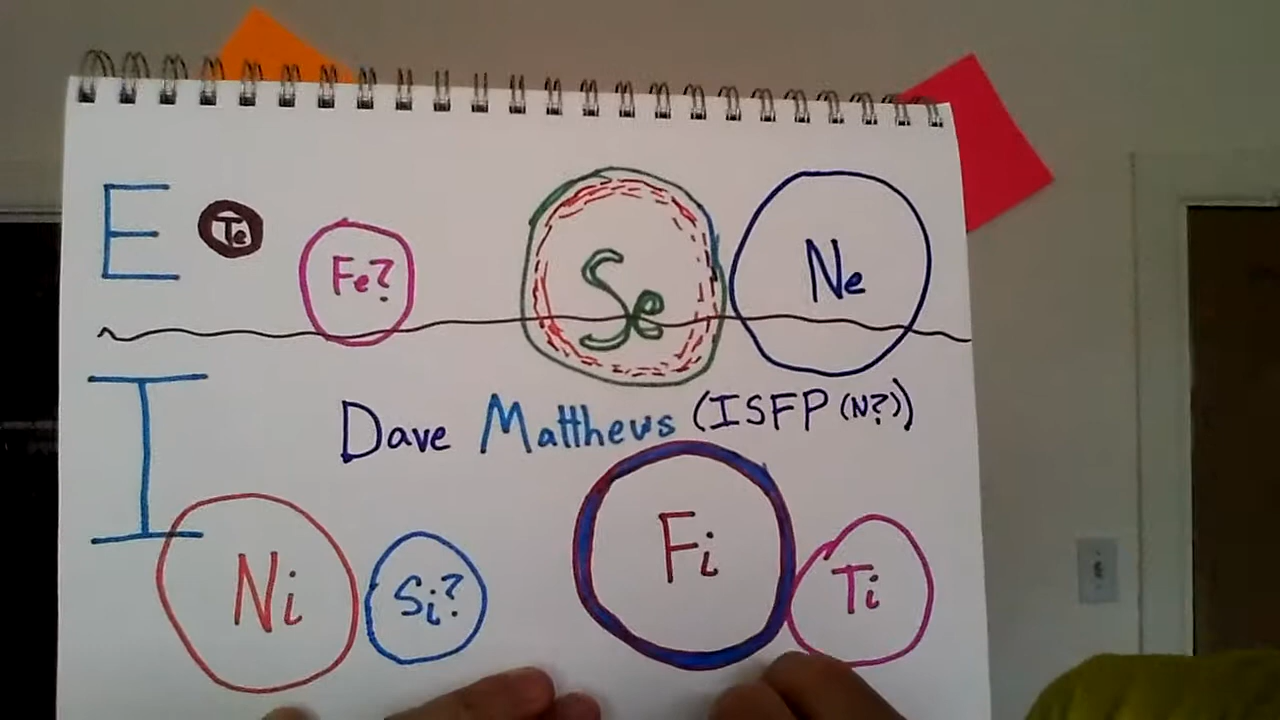 E Te Fe? Se Ne
I
Dave Matthews (ISFP (N?))
Ni Si? Fi Ti